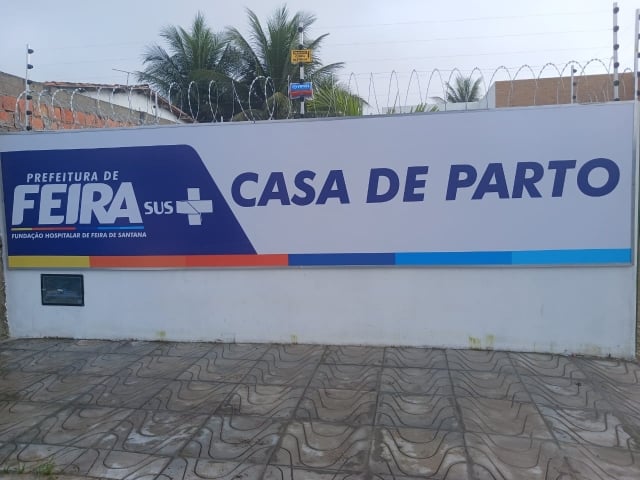 PREFEITURA DE
FEIRA
SUS
FUNDAÇÃO HOSPITALAR DE FEIRA DE SANTANA
CASA DE PARTO